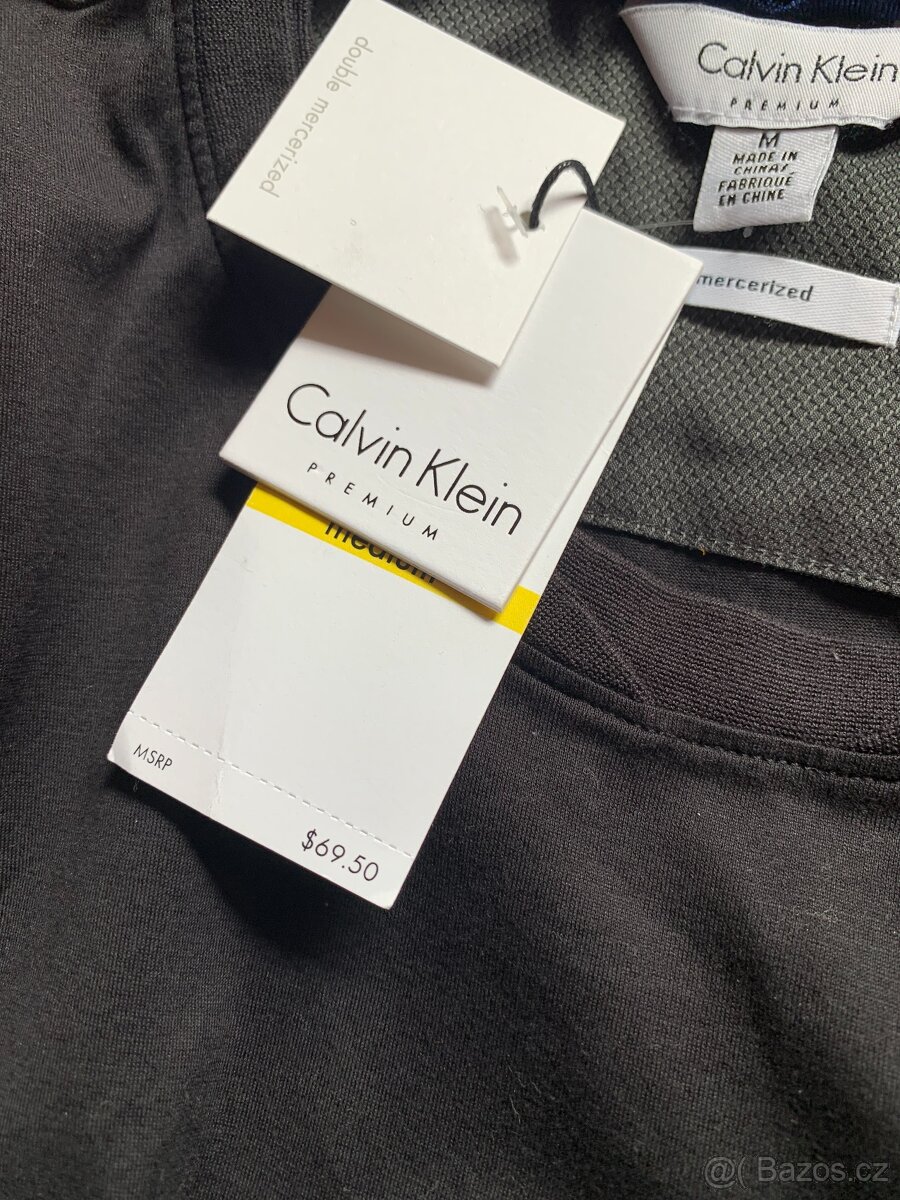 double mercerized
Calvin Klein
PREMIUM
M
MADE IN
CHINA/
FABRIQUÉ
EN CHINE
mercerized
Calvin Klein
PREMIUM
medium
MSRP
$69.50
@( Bazos.cz